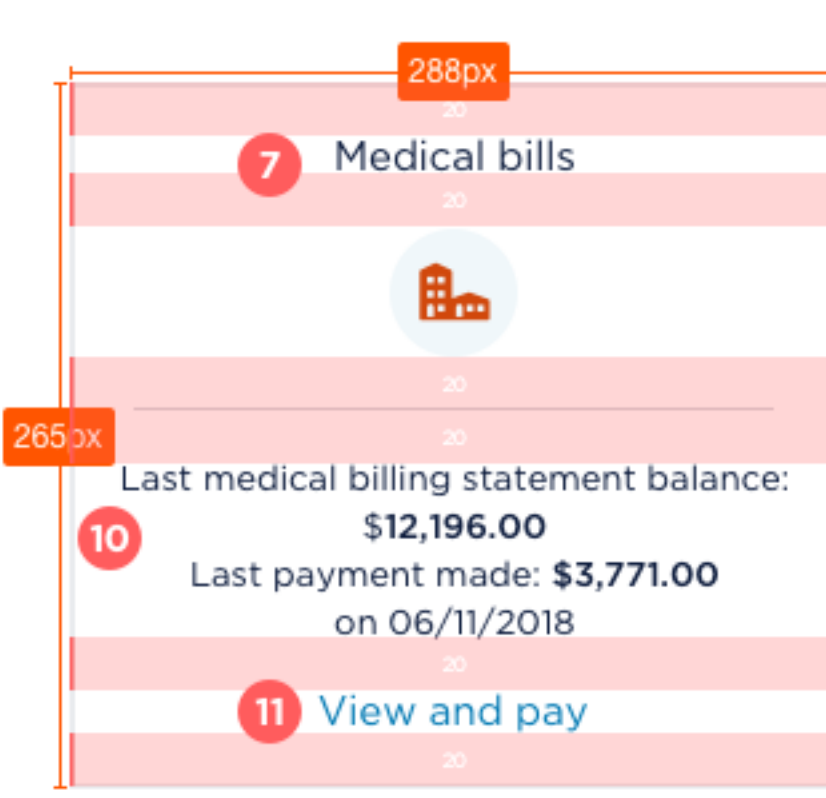 288px
20
7 Medical bills
20
20
265px
20
Last medical billing statement balance:
$12,196.00
10
Last payment made: $3,771.00
on 06/11/2018
20
11 View and pay
20